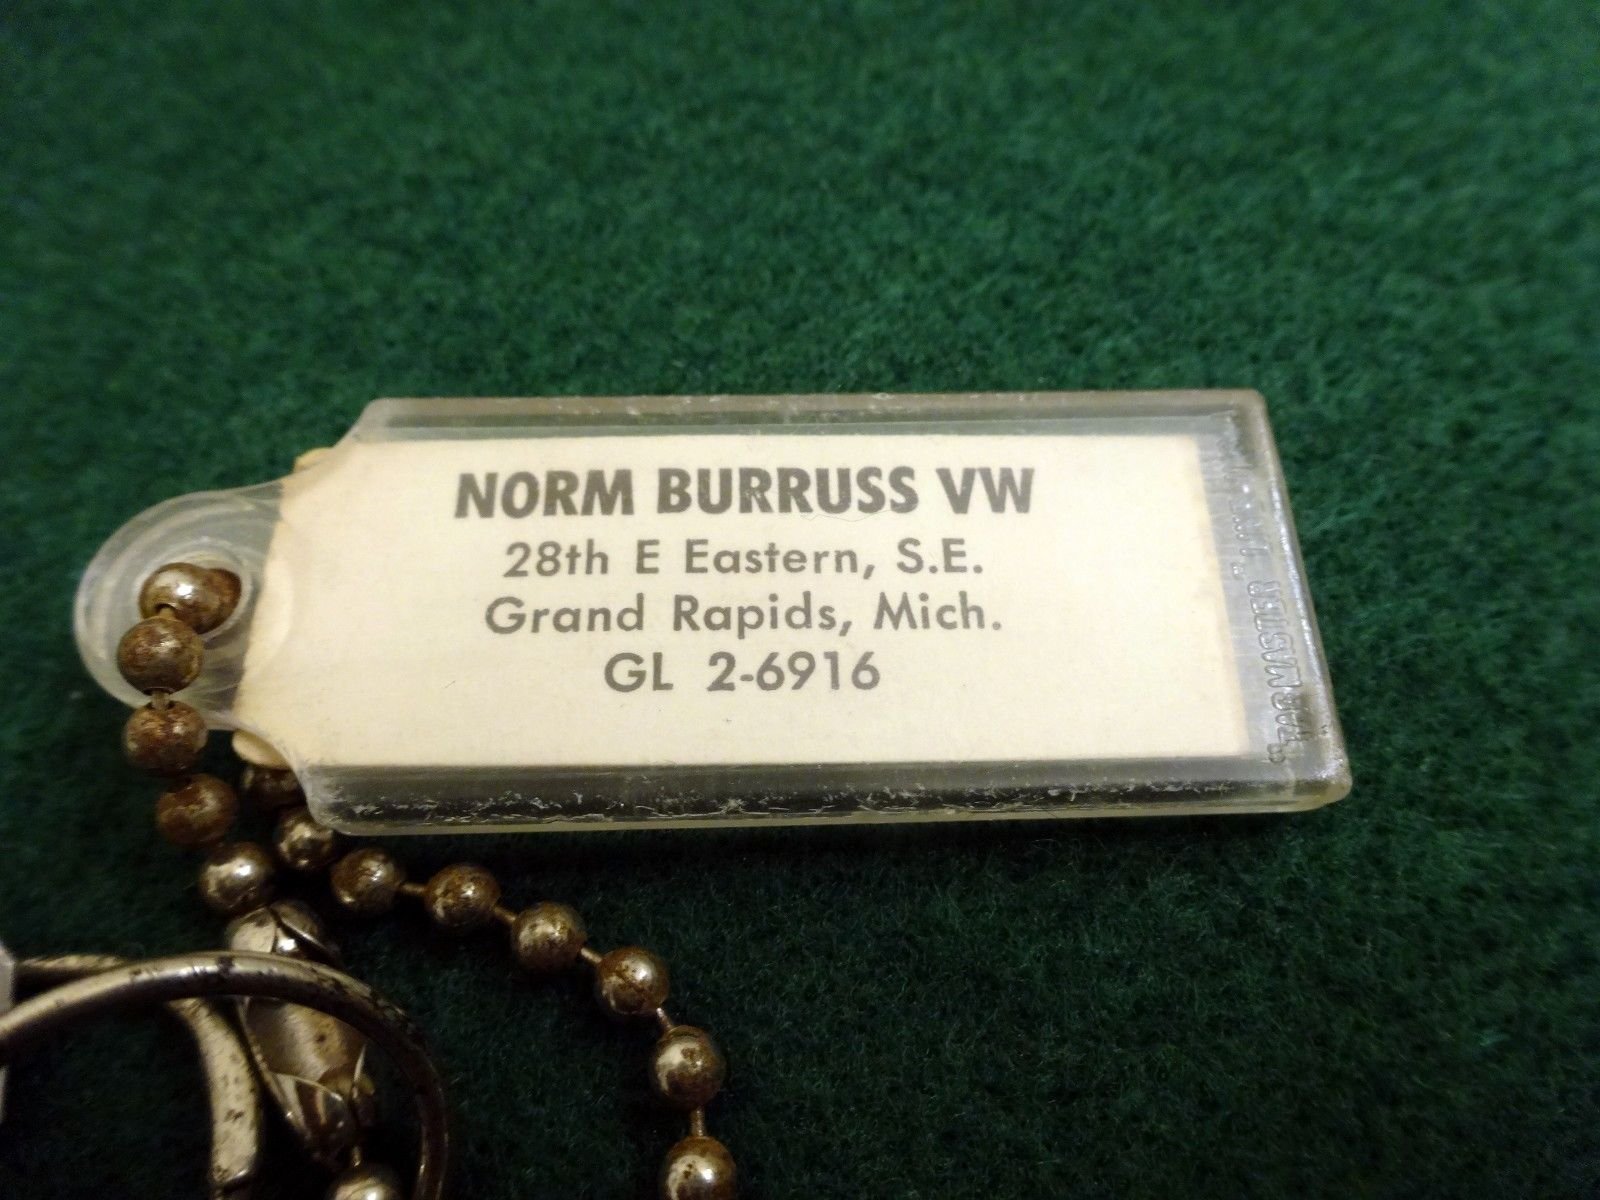 NORM BURRUSS VW
28th E Eastern, S.E.
Grand Rapids, Mich.
GL 2-6916